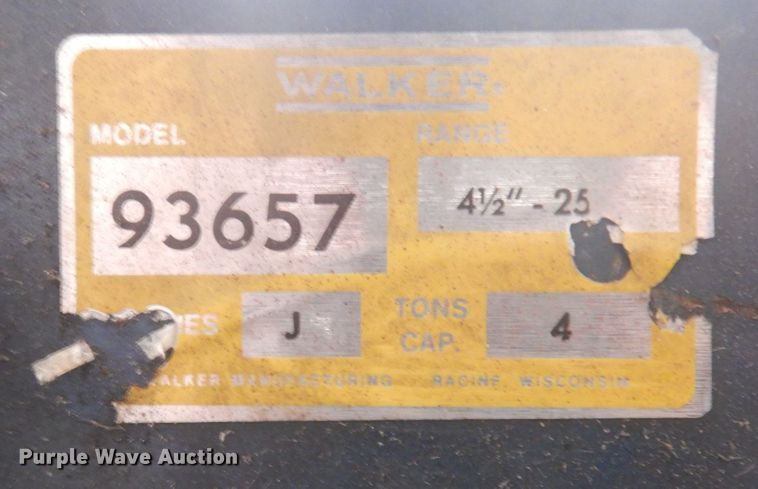 WALKER®
MODEL RANGE
93657 4½" - 25
IES J TONS CAP. 4
ALKER MANUFACTURING RACINE, WISCONSIN
Purple Wave Auction